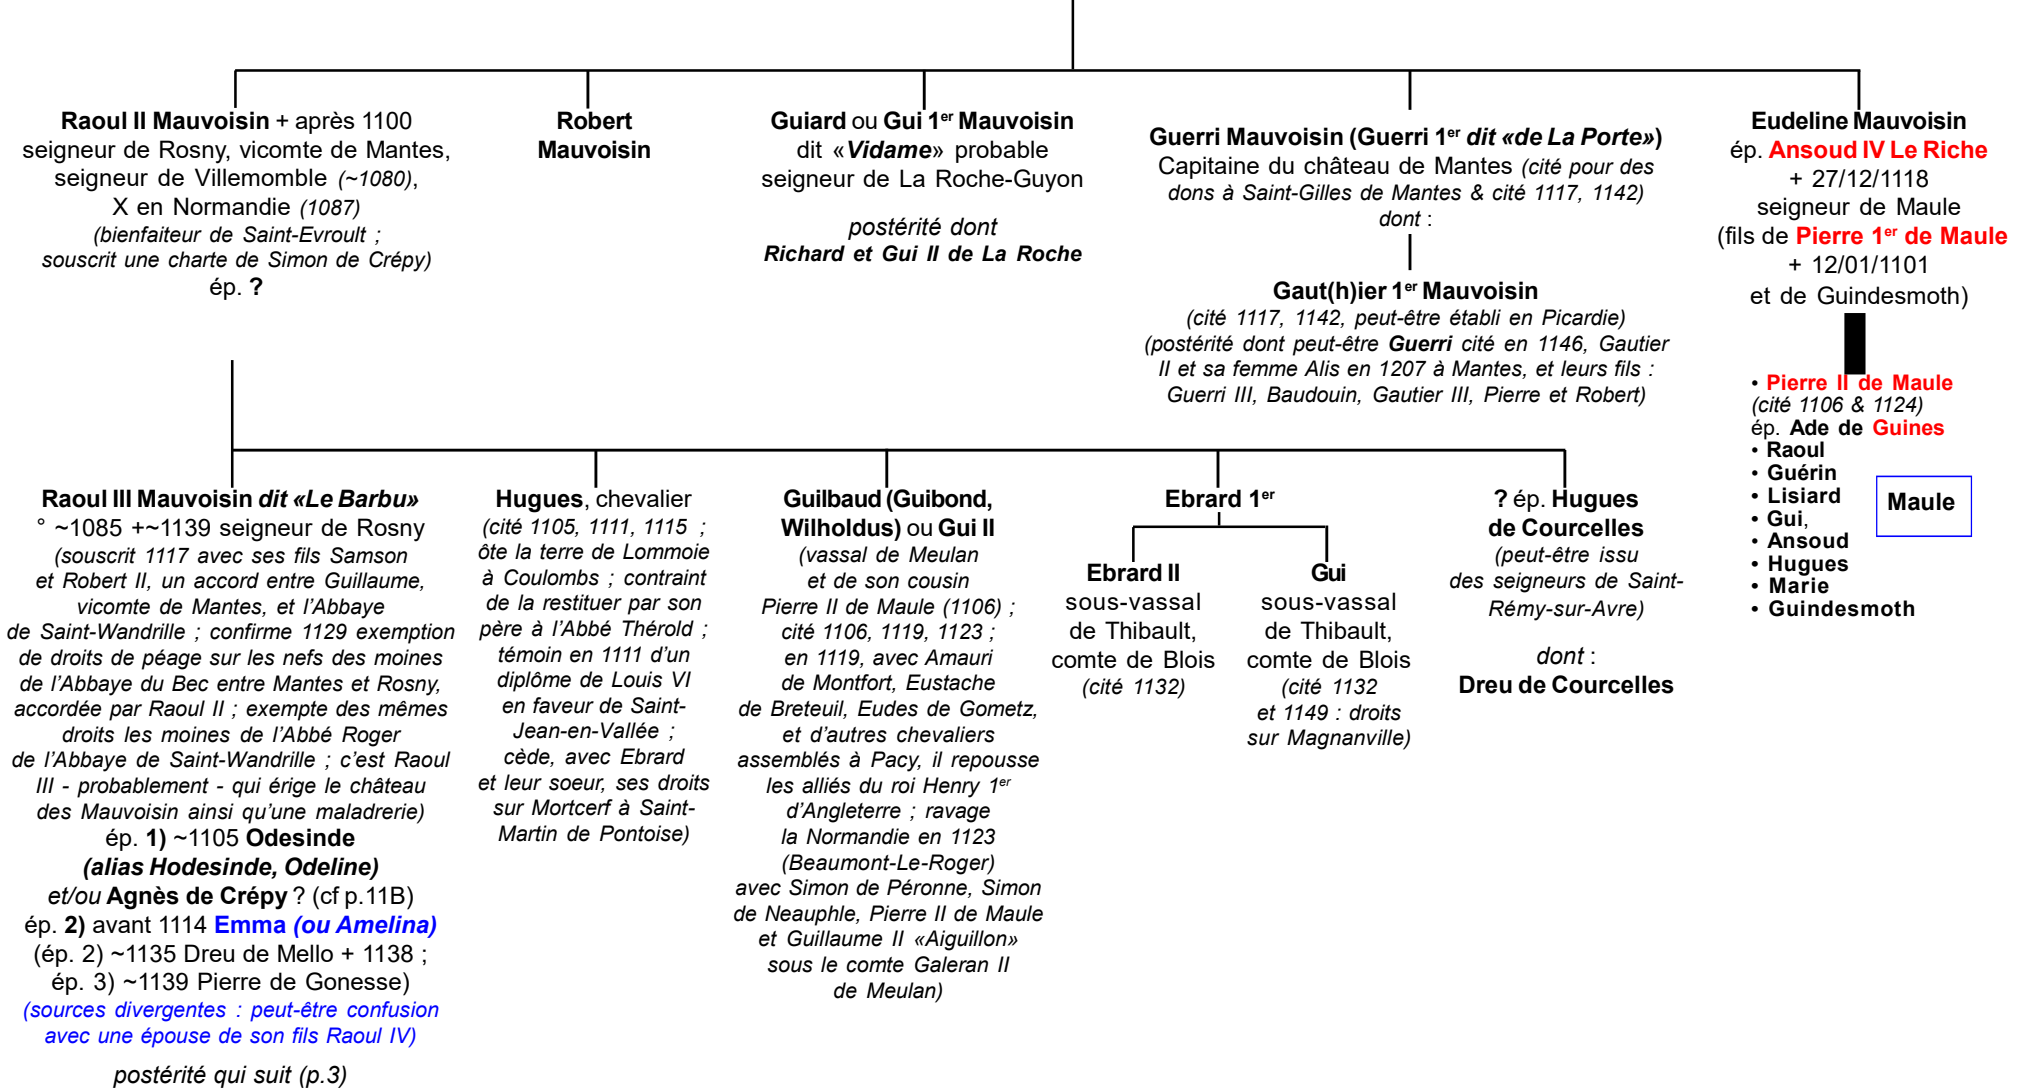 Raoul II Mauvoisin + après 1100
seigneur de Rosny, vicomte de Mantes,
seigneur de Villemomble (~1080),
X en Normandie (1087)
(bienfaiteur de Saint-Evroult ;
souscrit une charte de Simon de Crépy)
ép. ?
Robert
Mauvoisin
Guiard ou Gui 1er Mauvoisin
dit «Vidame» probable
seigneur de La Roche-Guyon
postérité dont
Richard et Gui II de La Roche
Guerri Mauvoisin (Guerri 1er dit «de La Porte»)
Capitaine du château de Mantes (cité pour des
dons à Saint-Gilles de Mantes & cité 1117, 1142)
dont :
Gaut(h)ier 1er Mauvoisin
(cité 1117, 1142, peut-être établi en Picardie)
(postérité dont peut-être Guerri cité en 1146, Gautier
II et sa femme Alis en 1207 à Mantes, et leurs fils :
Guerri III, Baudouin, Gautier III, Pierre et Robert)
Eudeline Mauvoisin
ép. Ansoud IV Le Riche
+ 27/12/1118
seigneur de Maule
(fils de Pierre 1er de Maule
+ 12/01/1101
et de Guindesmoth)
• Pierre II de Maule
(cité 1106 & 1124)
ép. Ade de Guines
• Raoul
• Guérin
• Lisiard
• Gui,
• Ansoud
• Hugues
• Marie
• Guindesmoth
Maule
Raoul III Mauvoisin dit «Le Barbu»
° ~1085 +~1139 seigneur de Rosny
(souscrit 1117 avec ses fils Samson
et Robert II, un accord entre Guillaume,
vicomte de Mantes, et l'Abbaye
de Saint-Wandrille ; confirme 1129 exemption
de droits de péage sur les nefs des moines
de l'Abbaye du Bec entre Mantes et Rosny,
accordée par Raoul II ; exempte des mêmes
droits les moines de l'Abbé Roger
de l'Abbaye de Saint-Wandrille ; c'est Raoul
III - probablement - qui érige le château
des Mauvoisin ainsi qu'une maladrerie)
ép. 1) ~1105 Odesinde
(alias Hodesinde, Odeline)
et/ou Agnès de Crépy ? (cf p.11B)
ép. 2) avant 1114 Emma (ou Amelina)
(ép. 2) ~1135 Dreu de Mello + 1138 ;
ép. 3) ~1139 Pierre de Gonesse)
(sources divergentes : peut-être confusion
avec une épouse de son fils Raoul IV)
postérité qui suit (p.3)
Hugues, chevalier
(cité 1105, 1111, 1115 ;
ôte la terre de Lommoie
à Coulombs ; contraint
de la restituer par son
père à l'Abbé Thérold ;
témoin en 1111 d'un
diplôme de Louis VI
en faveur de Saint-
Jean-en-Vallée ;
cède, avec Ebrard
et leur soeur, ses droits
sur Mortcerf à Saint-
Martin de Pontoise)
Guilbaud (Guibond,
Wilholdus) ou Gui II
(vassal de Meulan
et de son cousin
Pierre II de Maule (1106) ;
cité 1106, 1119, 1123 ;
en 1119, avec Amauri
de Montfort, Eustache
de Breteuil, Eudes de Gometz,
et d'autres chevaliers
assemblés à Pacy, il repousse
les alliés du roi Henry 1er
d'Angleterre ; ravage
la Normandie en 1123
(Beaumont-Le-Roger)
avec Simon de Péronne, Simon
de Neauphle, Pierre II de Maule
et Guillaume II «Aiguillon»
sous le comte Galeran II
de Meulan)
Ebrard 1er
Ebrard II
sous-vassal
de Thibault,
comte de Blois
(cité 1132)
Gui
sous-vassal
de Thibault,
comte de Blois
(cité 1132
et 1149 : droits
sur Magnanville)
? ép. Hugues
de Courcelles
(peut-être issu
des seigneurs de Saint-
Rémy-sur-Avre)
dont :
Dreu de Courcelles